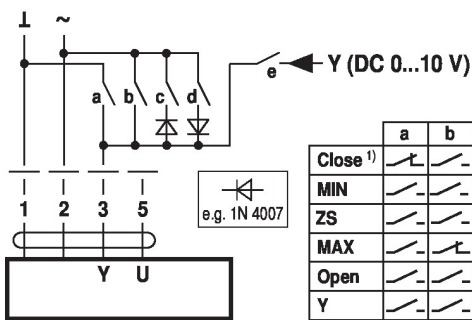 ⊥ ~
a b c d e Y (DC 0...10 V)
1 2 3 5
Y U
e.g. 1N 4007
a b
Close 1)
MIN
ZS
MAX
Open
Y